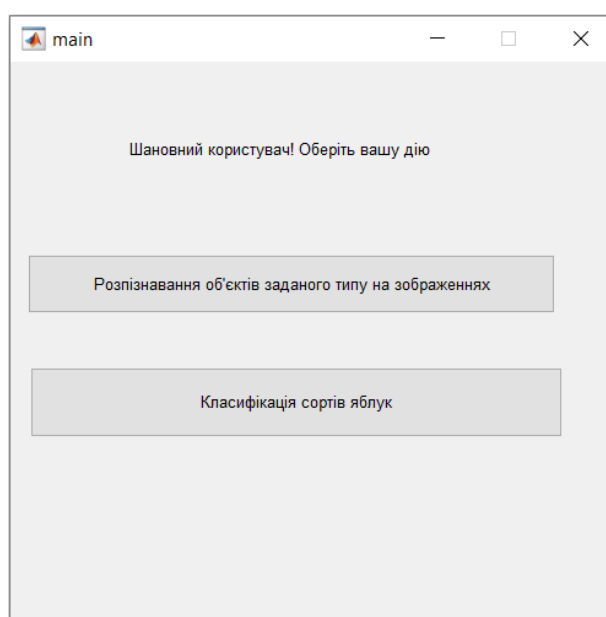 main
Шановний користувач! Оберіть вашу дію
Розпізнавання об'єктів заданого типу на зображеннях
Класифікація сортів яблук